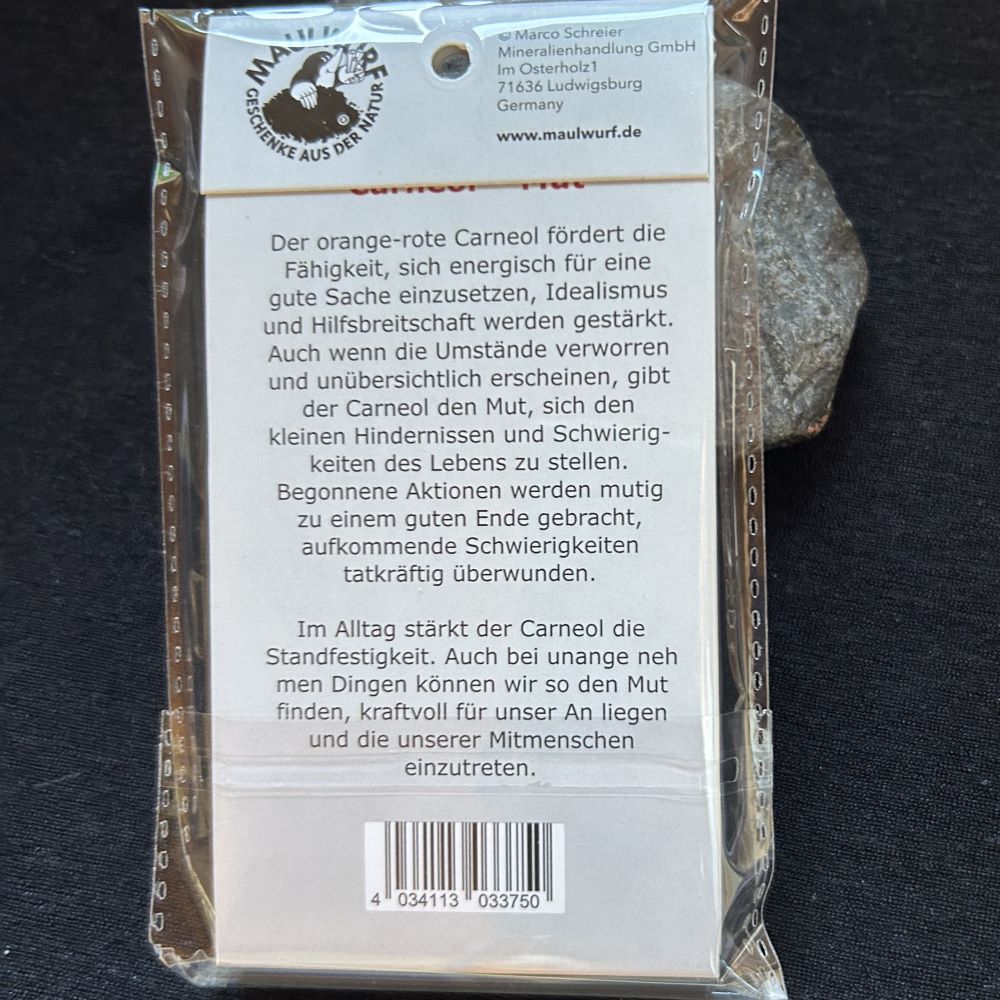 MAULWURF
GESCHENKE AUS DER NATUR
®
© Marco Schreier
Mineralienhandlung GmbH
Im Osterholz1
71636 Ludwigsburg
Germany
www.maulwurf.de
Carneol - Mut
Der orange-rote Carneol fördert die
Fähigkeit, sich energisch für eine
gute Sache einzusetzen, Idealismus
und Hilfsbreitschaft werden gestärkt.
Auch wenn die Umstände verworren
und unübersichtlich erscheinen, gibt
der Carneol den Mut, sich den
kleinen Hindernissen und Schwierig-
keiten des Lebens zu stellen.
Begonnene Aktionen werden mutig
zu einem guten Ende gebracht,
aufkommende Schwierigkeiten
tatkräftig überwunden.
Im Alltag stärkt der Carneol die
Standfestigkeit. Auch bei unange neh
men Dingen können wir so den Mut
finden, kraftvoll für unser An liegen
und die unserer Mitmenschen
einzutreten.
4 034113 033750